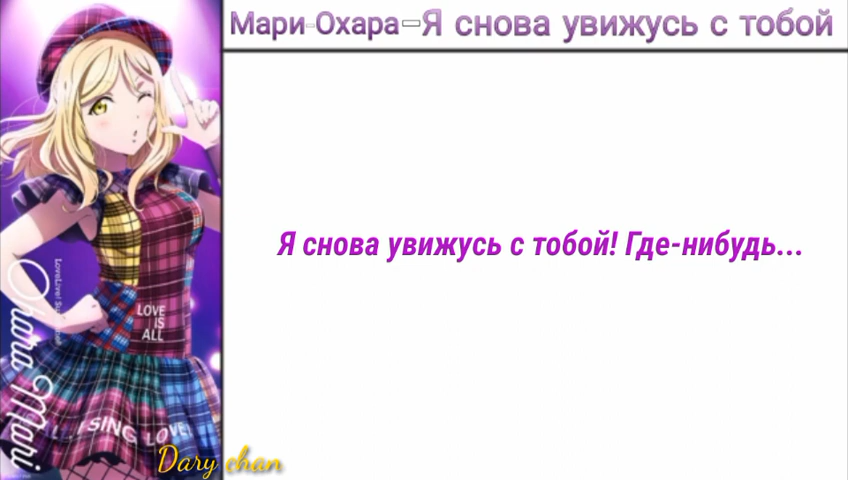 Мари-Охара-Я снова увижусь с тобой
Я снова увижусь с тобой! Где-нибудь...
LOVE
IS
ALL
SING LOVE!
LoveLive!
Ohara Mari
Dary chan